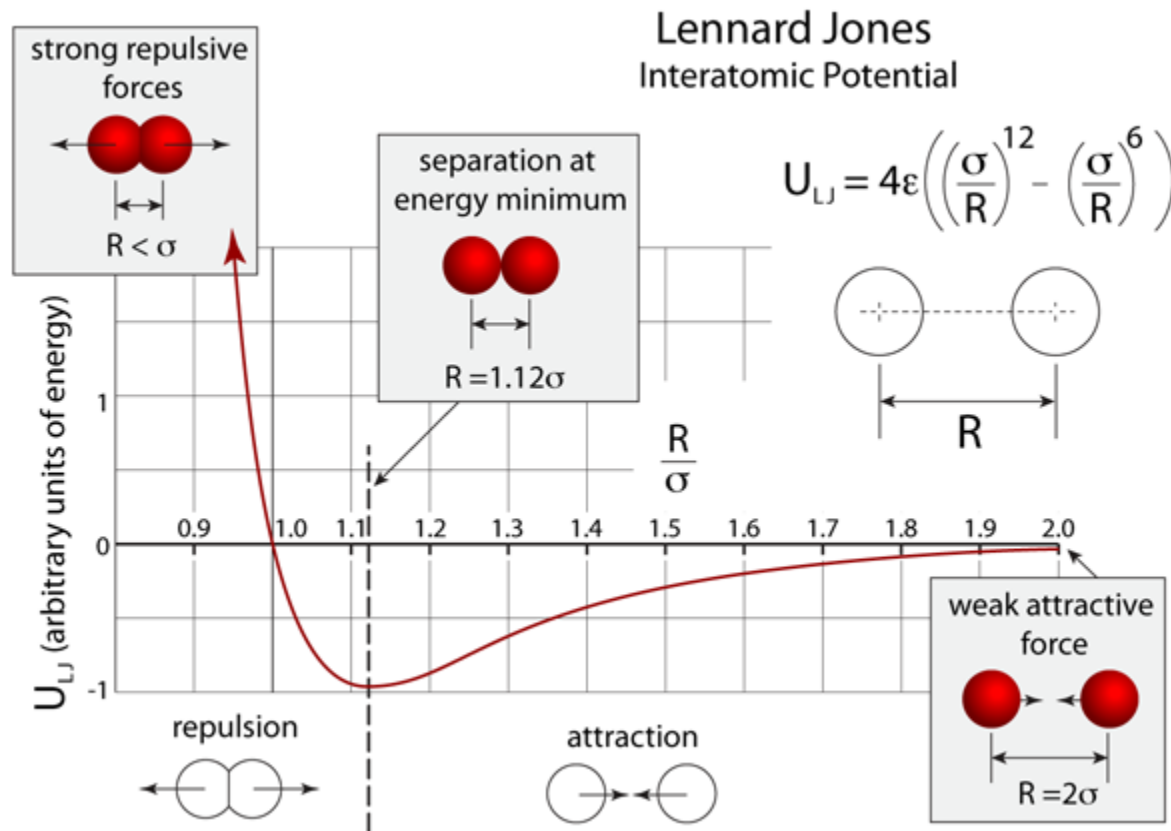 Lennard Jones
Interatomic Potential
strong repulsive
forces
R < σ
separation at
energy minimum
R =1.12σ
U_LJ = 4ε((σ/R)^12 – (σ/R)^6)
R
R/σ
U_LJ (arbitrary units of energy)
1
0.9 1.0 1.1 1.2 1.3 1.4 1.5 1.6 1.7 1.8 1.9 2.0
0
-1
weak attractive
force
R =2σ
repulsion
attraction